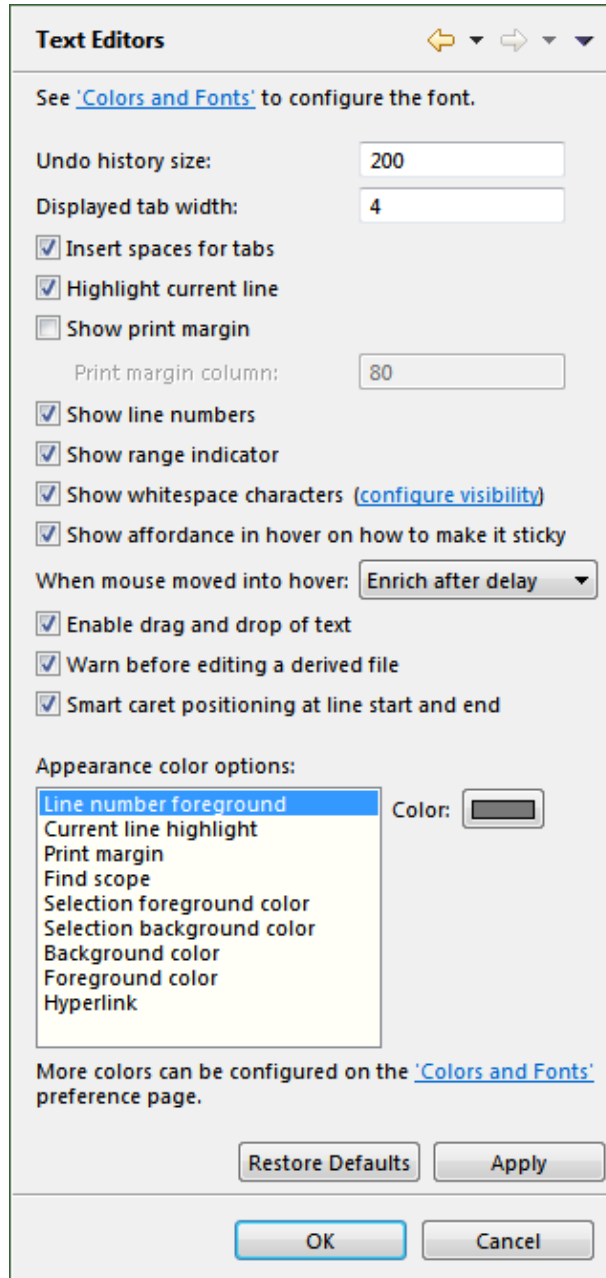 Text Editors
See 'Colors and Fonts' to configure the font.
Undo history size: 200
Displayed tab width: 4
Insert spaces for tabs
Highlight current line
Show print margin
Print margin column: 80
Show line numbers
Show range indicator
Show whitespace characters (configure visibility)
Show affordance in hover on how to make it sticky
When mouse moved into hover: Enrich after delay
Enable drag and drop of text
Warn before editing a derived file
Smart caret positioning at line start and end
Appearance color options:
Line number foreground
Color:
Current line highlight
Print margin
Find scope
Selection foreground color
Selection background color
Background color
Foreground color
Hyperlink
More colors can be configured on the 'Colors and Fonts'
preference page.
Restore Defaults Apply
OK Cancel